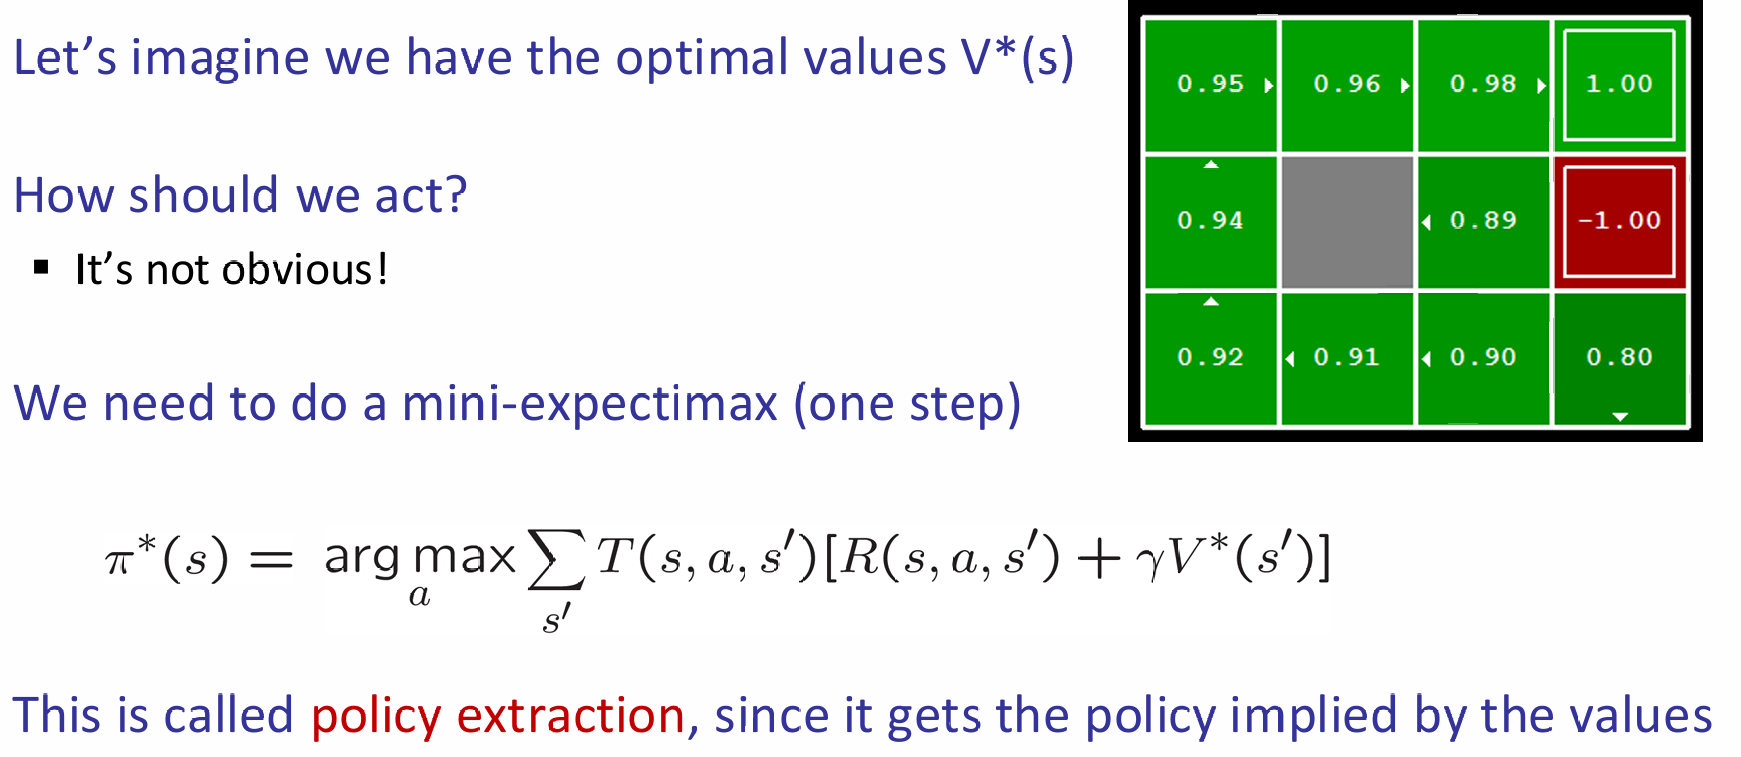 Let's imagine we have the optimal values V*(s)
How should we act?
▪ It's not obvious!
We need to do a mini-expectimax (one step)
π*(s) = arg max_a ∑_{s′} T(s, a, s′)[R(s, a, s′) + γV*(s′)]
This is called policy extraction, since it gets the policy implied by the values
0.95 0.96 0.98 1.00
0.94 0.89 -1.00
0.92 0.91 0.90 0.80